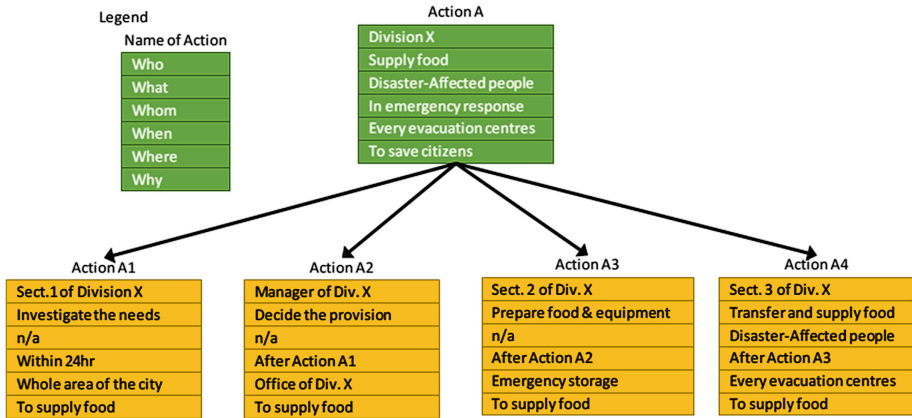 Legend
Name of Action
Who
What
Whom
When
Where
Why
Action A
Division X
Supply food
Disaster-Affected people
In emergency response
Every evacuation centres
To save citizens
Action A1
Sect.1 of Division X
Investigate the needs
n/a
Within 24hr
Whole area of the city
To supply food
Action A2
Manager of Div. X
Decide the provision
n/a
After Action A1
Office of Div. X
To supply food
Action A3
Sect. 2 of Div. X
Prepare food & equipment
n/a
After Action A2
Emergency storage
To supply food
Action A4
Sect. 3 of Div. X
Transfer and supply food
Disaster-Affected people
After Action A3
Every evacuation centres
To supply food